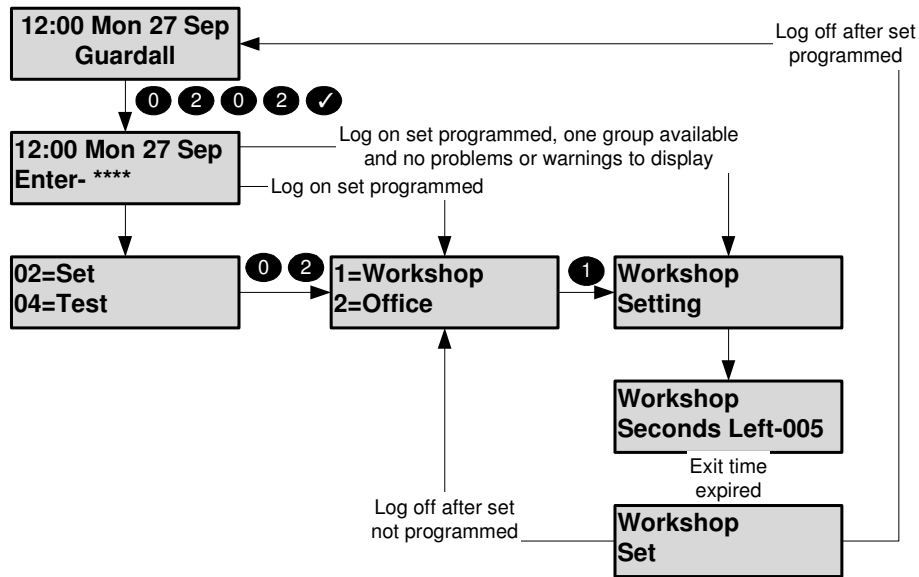 12:00 Mon 27 Sep
Guardall
Log off after set
programmed
0 2 0 2 ✓
12:00 Mon 27 Sep
Enter- ****
Log on set programmed, one group available
and no problems or warnings to display
Log on set programmed
02=Set
04=Test
0 2
1=Workshop
2=Office
1
Workshop
Setting
Workshop
Seconds Left-005
Exit time
expired
Log off after set
not programmed
Workshop
Set